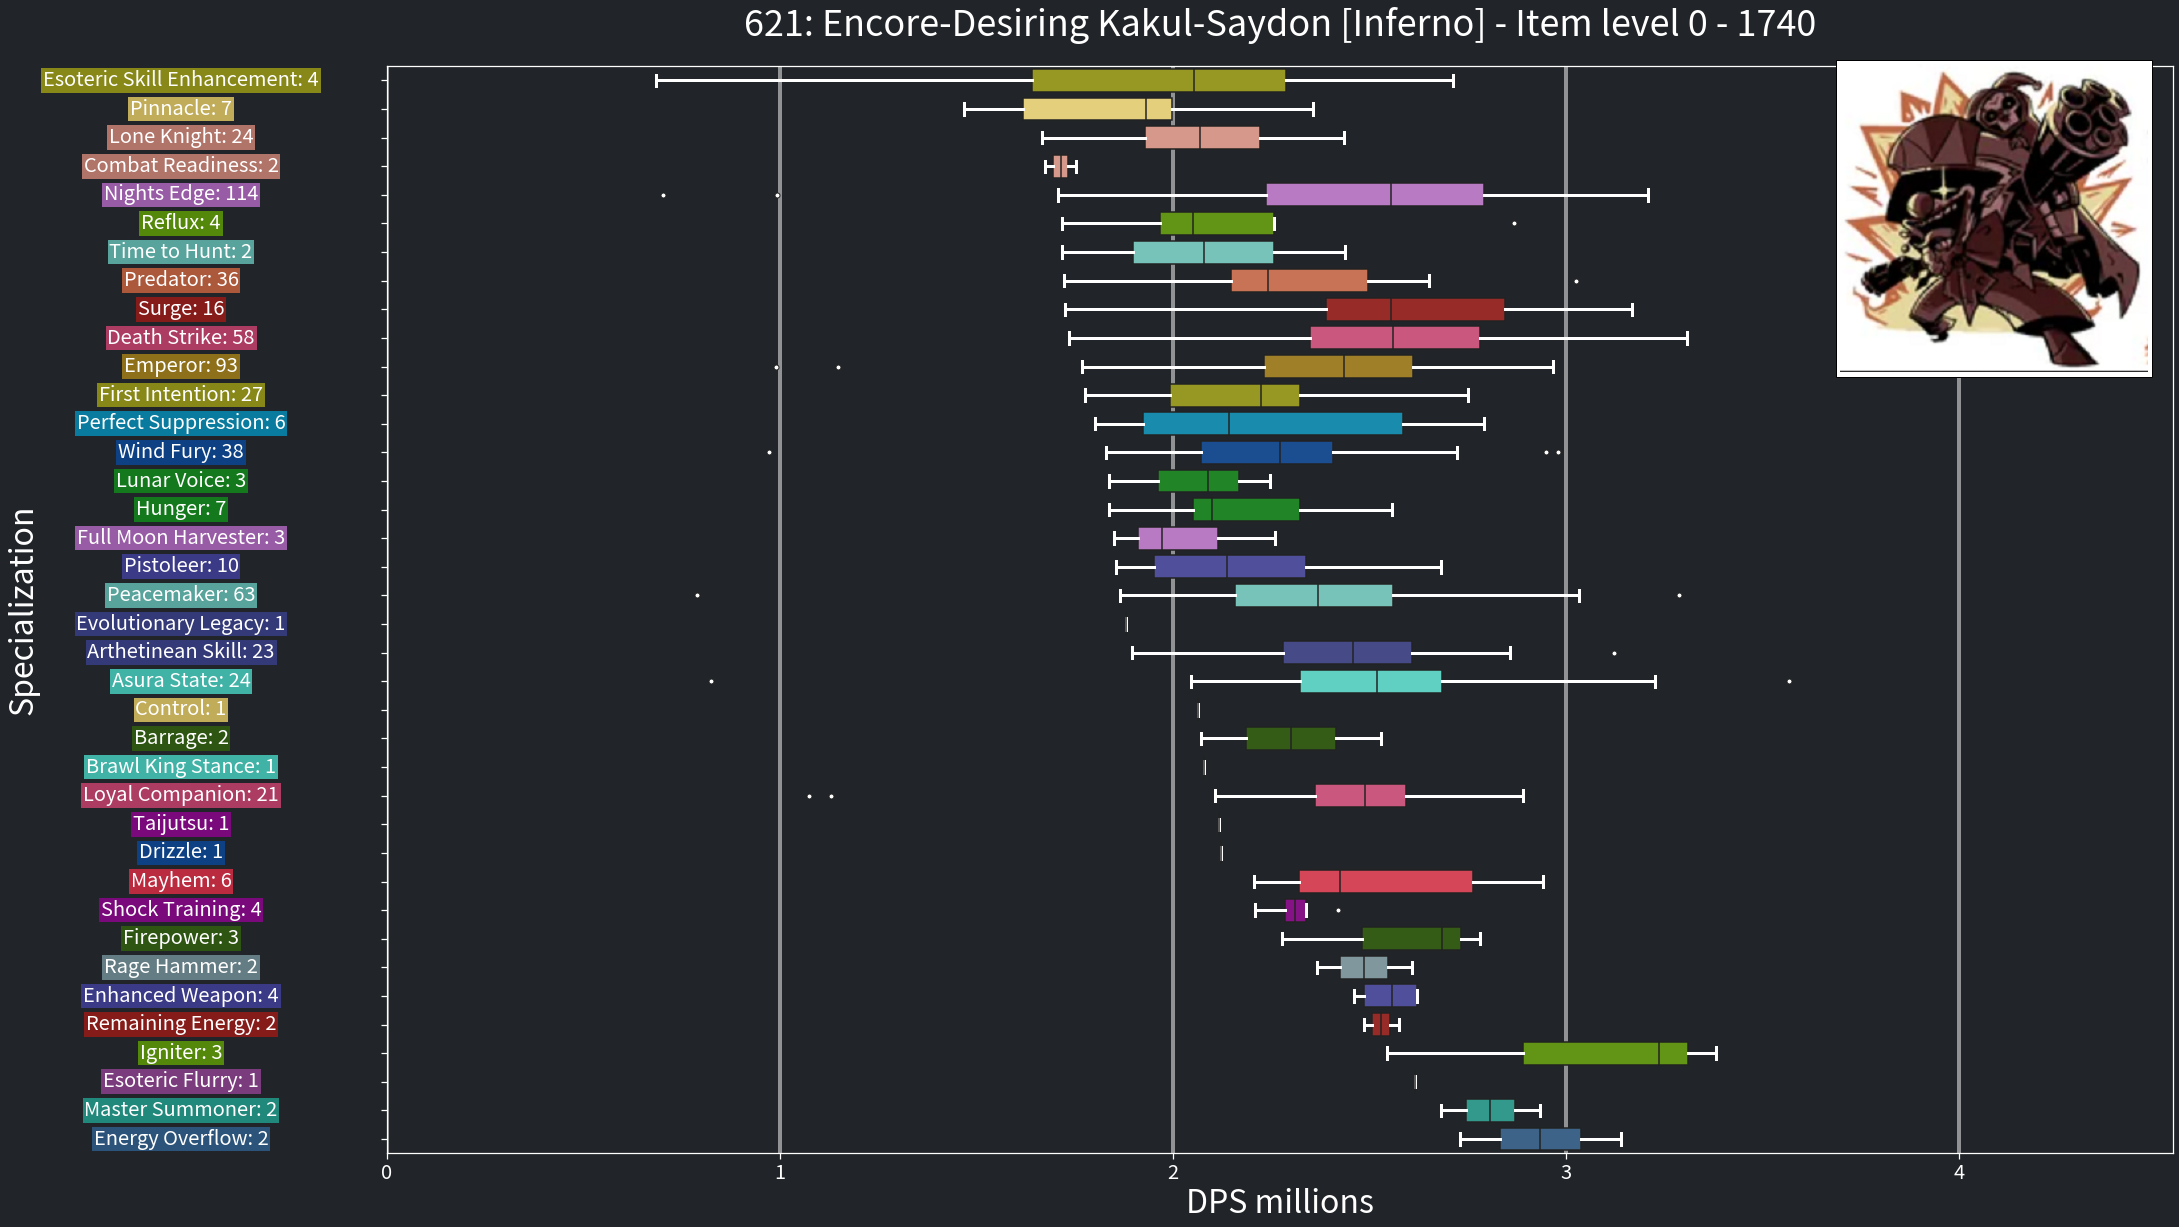 621: Encore-Desiring Kakul-Saydon [Inferno] - Item level 0 - 1740
Specialization
Esoteric Skill Enhancement: 4
Pinnacle: 7
Lone Knight: 24
Combat Readiness: 2
Nights Edge: 114
Reflux: 4
Time to Hunt: 2
Predator: 36
Surge: 16
Death Strike: 58
Emperor: 93
First Intention: 27
Perfect Suppression: 6
Wind Fury: 38
Lunar Voice: 3
Hunger: 7
Full Moon Harvester: 3
Pistoleer: 10
Peacemaker: 63
Evolutionary Legacy: 1
Arthetinean Skill: 23
Asura State: 24
Control: 1
Barrage: 2
Brawl King Stance: 1
Loyal Companion: 21
Taijutsu: 1
Drizzle: 1
Mayhem: 6
Shock Training: 4
Firepower: 3
Rage Hammer: 2
Enhanced Weapon: 4
Remaining Energy: 2
Igniter: 3
Esoteric Flurry: 1
Master Summoner: 2
Energy Overflow: 2
0 1 2 3 4
DPS millions